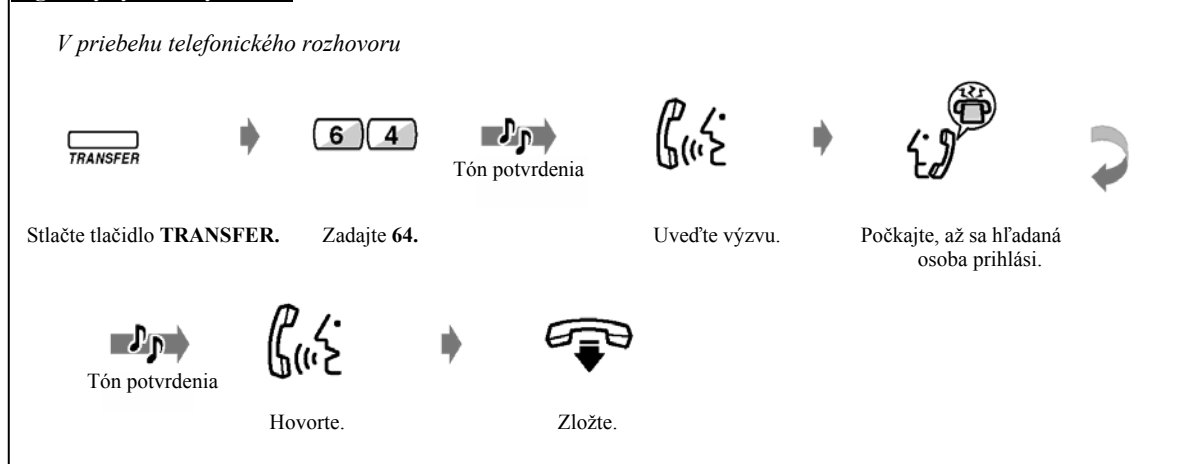 V priebehu telefonického rozhovoru
TRANSFER
6 4
Tón potvrdenia
Stlačte tlačidlo TRANSFER.
Zadajte 64.
Uveďte výzvu.
Počkajte, až sa hľadaná
osoba prihlási.
Tón potvrdenia
Hovorte.
Zložte.